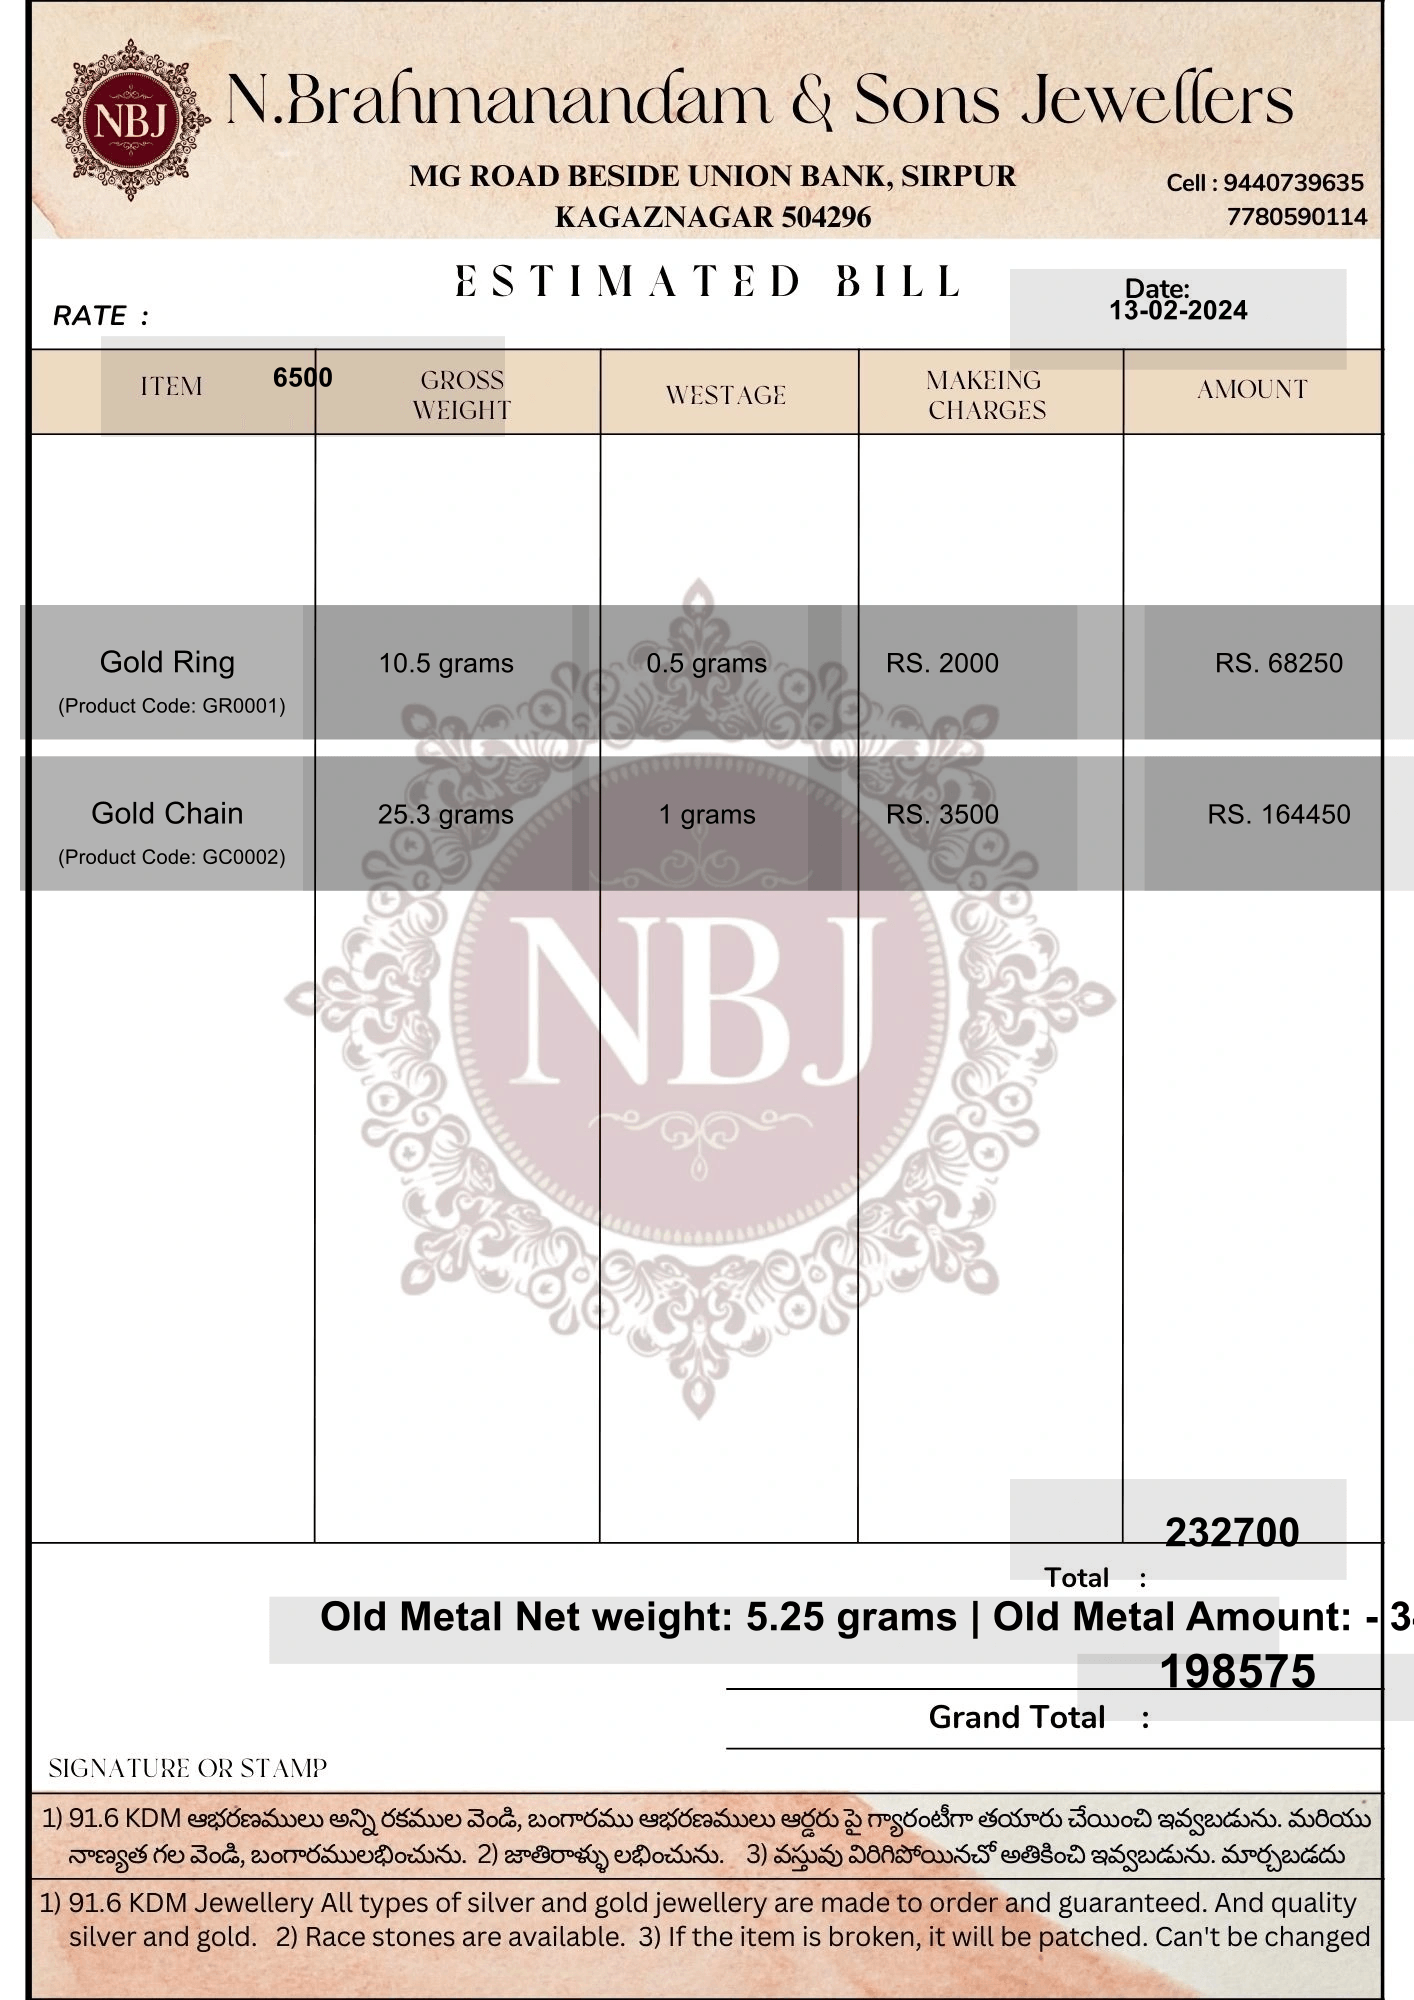 NBJ
N.Brahmanandam & Sons Jewellers
MG ROAD BESIDE UNION BANK, SIRPUR
KAGAZNAGAR 504296
Cell : 9440739635
7780590114
ESTIMATED BILL
Date:
13-02-2024
RATE :
6500
ITEM
GROSS
WEIGHT
WESTAGE
MAKEING
CHARGES
AMOUNT
Gold Ring 10.5 grams 0.5 grams RS. 2000 RS. 68250
(Product Code: GR0001)
Gold Chain 25.3 grams 1 grams RS. 3500 RS. 164450
(Product Code: GC0002)
NBJ
232700
Total :
Old Metal Net weight: 5.25 grams | Old Metal Amount: -
198575
Grand Total :
SIGNATURE OR STAMP
1) 91.6 KDM ఆభరణములు అన్ని రకముల వెండి, బంగారము ఆభరణములు ఆర్డరు పై గ్యారంటీగా తయారు చేయించి ఇవ్వబడును. మరియు
నాణ్యత గల వెండి, బంగారములభించును. 2) జాతిరాళ్ళు లభించును. 3) వస్తువు విరిగిపోయినచో అతికించి ఇవ్వబడును. మార్చబడదు
1) 91.6 KDM Jewellery All types of silver and gold jewellery are made to order and guaranteed. And quality
silver and gold. 2) Race stones are available. 3) If the item is broken, it will be patched. Can't be changed